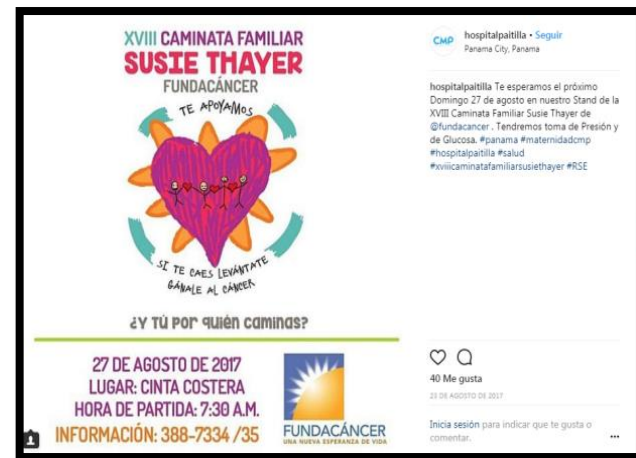 XVIII CAMINATA FAMILIAR
SUSIE THAYER
FUNDACÁNCER
TE APOYAMOS
SI TE CAES LEVÁNTATE
GÁNALE AL CÁNCER
¿Y TÚ POR QUIÉN CAMINAS?
27 DE AGOSTO DE 2017
LUGAR: CINTA COSTERA
HORA DE PARTIDA: 7:30 A.M.
INFORMACIÓN: 388-7334 /35
FUNDACÁNCER
UNA NUEVA ESPERANZA DE VIDA
CMP
hospitalpaitilla • Seguir
Panama City, Panama
hospitalpaitilla Te esperamos el próximo
Domingo 27 de agosto en nuestro Stand de la
XVIII Caminata Familiar Susie Thayer de
@fundacancer . Tendremos toma de Presión y
de Glucosa. #panama #maternidadcmp
#hospitalpaitilla #salud
#xviiicaminatafamiliarsusiethayer #RSE
40 Me gusta
23 DE AGOSTO DE 2017
Inicia sesión para indicar que te gusta o
comentar.